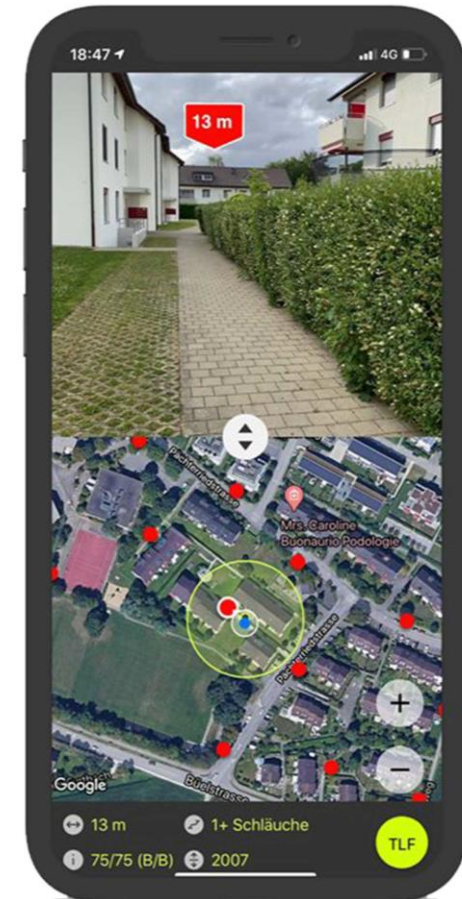 18:47
4G
13 m
Pächterriedstrasse
Mrs. Caroline
Buonaurio Podologie
Pächterriedstrasse
Google
Büelstrasse
13 m
1+ Schläuche
75/75 (B/B)
2007
TLF